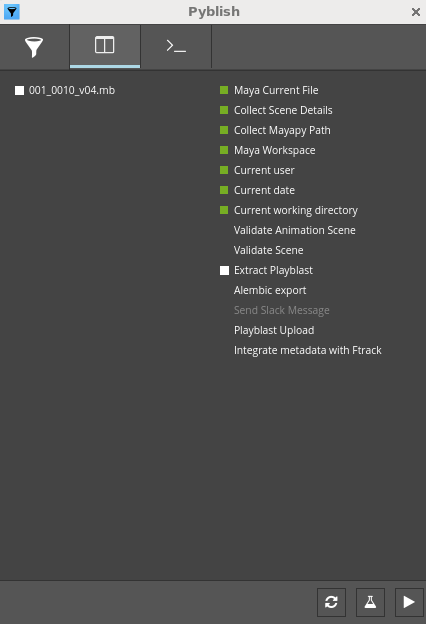 Pyblish
001_0010_v04.mb
Maya Current File
Collect Scene Details
Collect Mayapy Path
Maya Workspace
Current user
Current date
Current working directory
Validate Animation Scene
Validate Scene
Extract Playblast
Alembic export
Send Slack Message
Playblast Upload
Integrate metadata with Ftrack